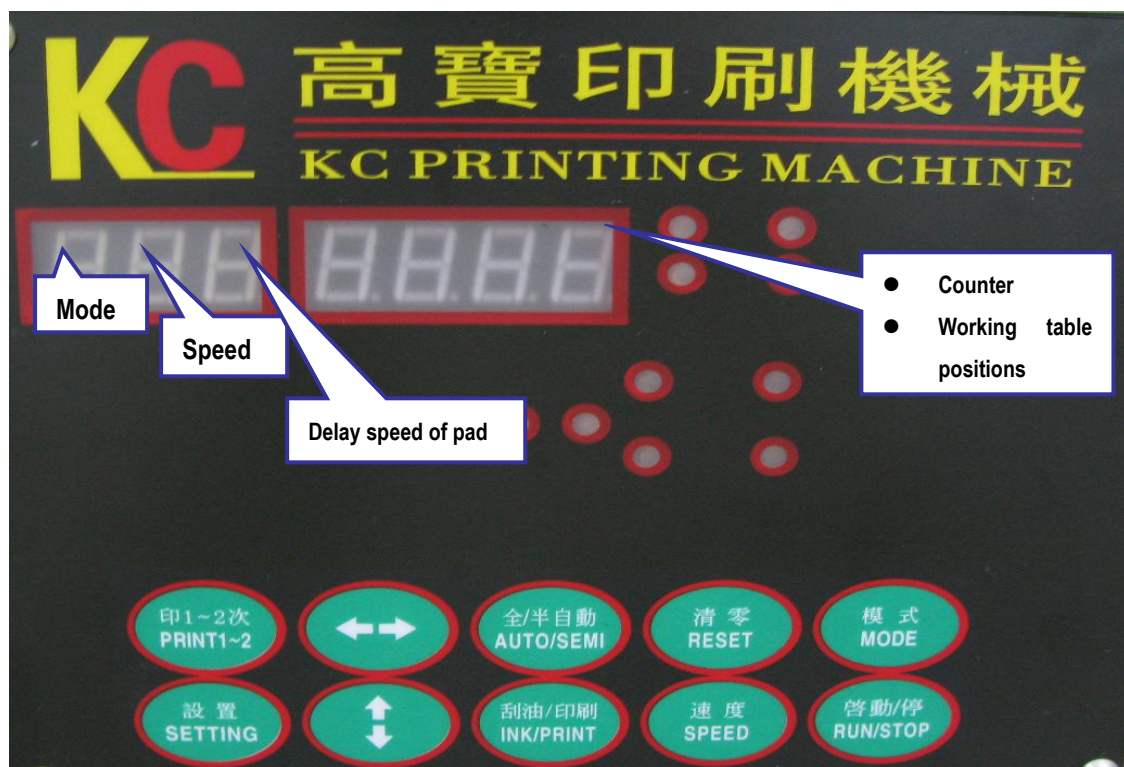 KC 高寶印刷機械
KC PRINTING MACHINE
Mode
Speed
Delay speed of pad
● Counter
● Working table
positions
印1~2次
PRINT1~2
全/半自動
AUTO/SEMI
清零
RESET
模式
MODE
設置
SETTING
刮油/印刷
INK/PRINT
速度
SPEED
啓動/停
RUN/STOP